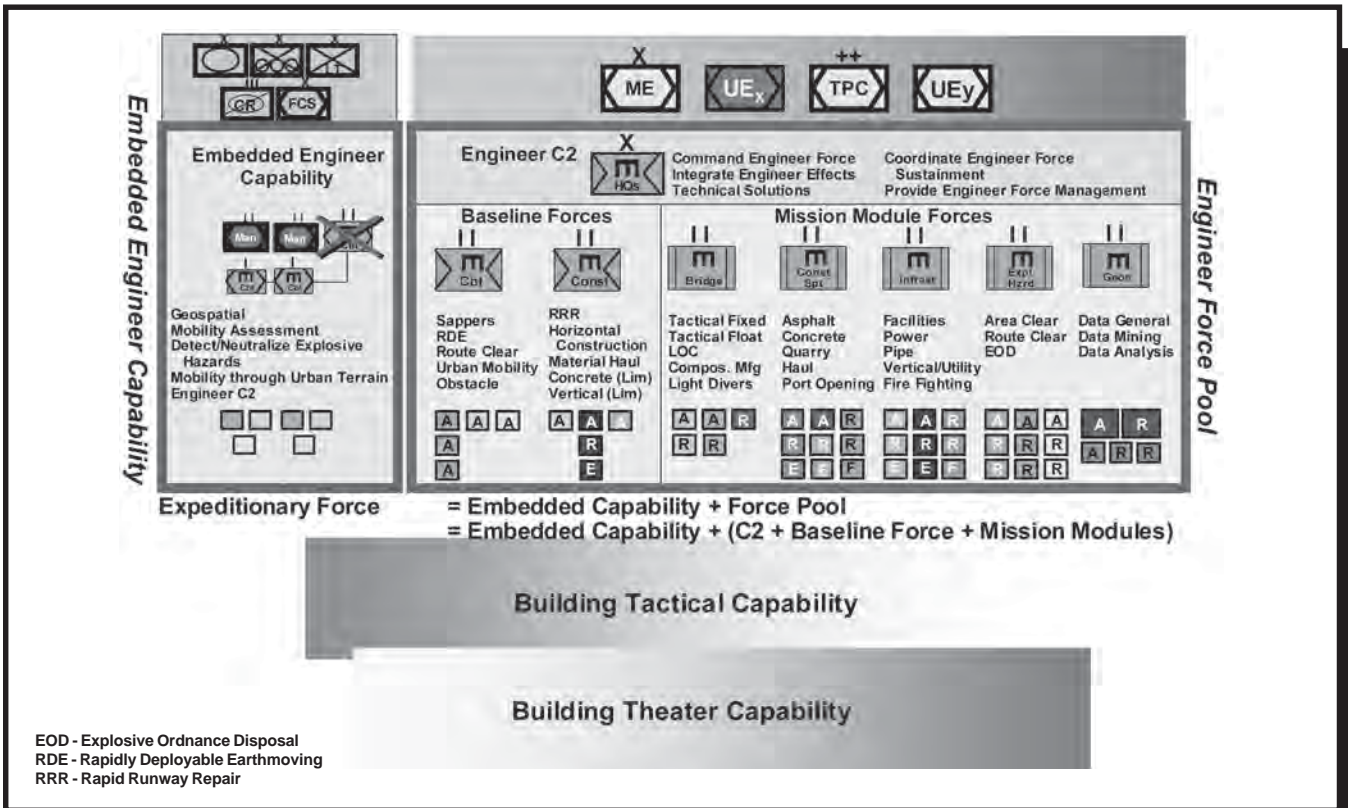 X X X
LT
CR
FCS
X
ME
UEx
++
TPC
UEy
Embedded Engineer Capability
Embedded Engineer
Capability
Man Man
Cbt Cbt
Geospatial
Mobility Assessment
Detect/Neutralize Explosive
Hazards
Mobility through Urban Terrain
Engineer C2
Engineer C2
X
HQs
Command Engineer Force
Integrate Engineer Effects
Technical Solutions
Coordinate Engineer Force
Sustainment
Provide Engineer Force Management
Baseline Forces
Cbt
Sappers
RDE
Route Clear
Urban Mobility
Obstacle
A A A
A
A
Const
RRR
Horizontal
Construction
Material Haul
Concrete (Lim)
Vertical (Lim)
A A A
R
E
Mission Module Forces
Bridge
Tactical Fixed
Tactical Float
LOC
Compos. Mfg
Light Divers
A A R
R R
Const
Spt
Asphalt
Concrete
Quarry
Haul
Port Opening
A A R
R R R
E E F
Infrast
Facilities
Power
Pipe
Vertical/Utility
Fire Fighting
A A R
R R R
E E F
Expl
Hzrd
Area Clear
Route Clear
EOD
A A A
R R R
R R R
Geon
Data General
Data Mining
Data Analysis
A R
A R R
Engineer Force Pool
Expeditionary Force
= Embedded Capability + Force Pool
= Embedded Capability + (C2 + Baseline Force + Mission Modules)
Building Tactical Capability
Building Theater Capability
EOD - Explosive Ordnance Disposal
RDE - Rapidly Deployable Earthmoving
RRR - Rapid Runway Repair